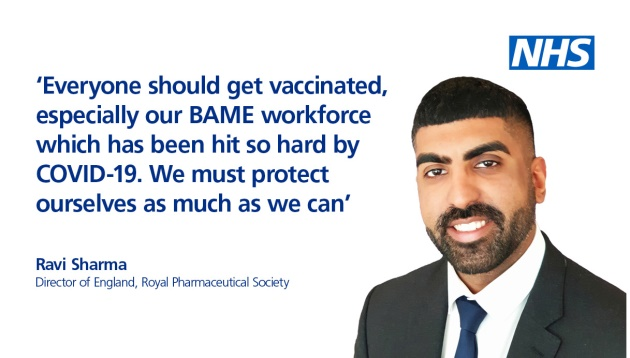 NHS
‘Everyone should get vaccinated,
especially our BAME workforce
which has been hit so hard by
COVID-19. We must protect
ourselves as much as we can’
Ravi Sharma
Director of England, Royal Pharmaceutical Society